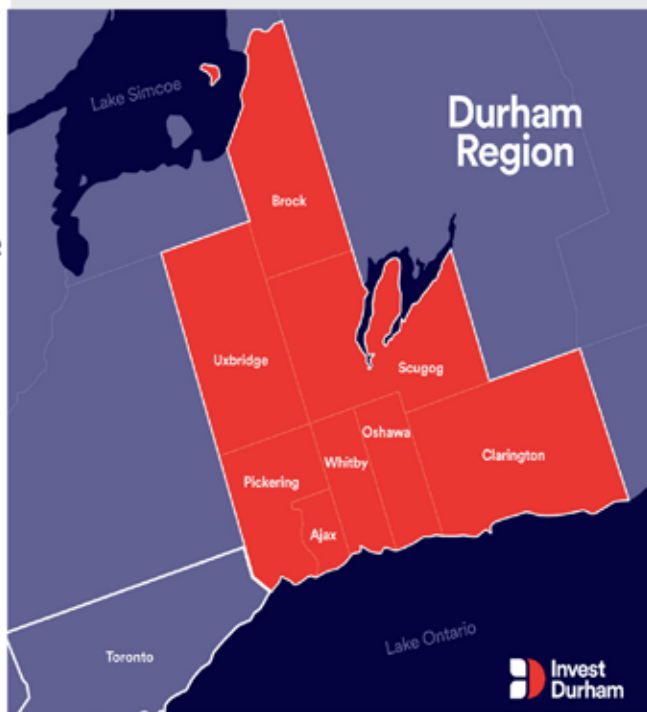 Lake Simcoe
Durham
Region
Brock
Uxbridge
Scugog
Oshawa
Whitby
Clarington
Pickering
Ajax
Lake Ontario
Toronto
Invest
Durham